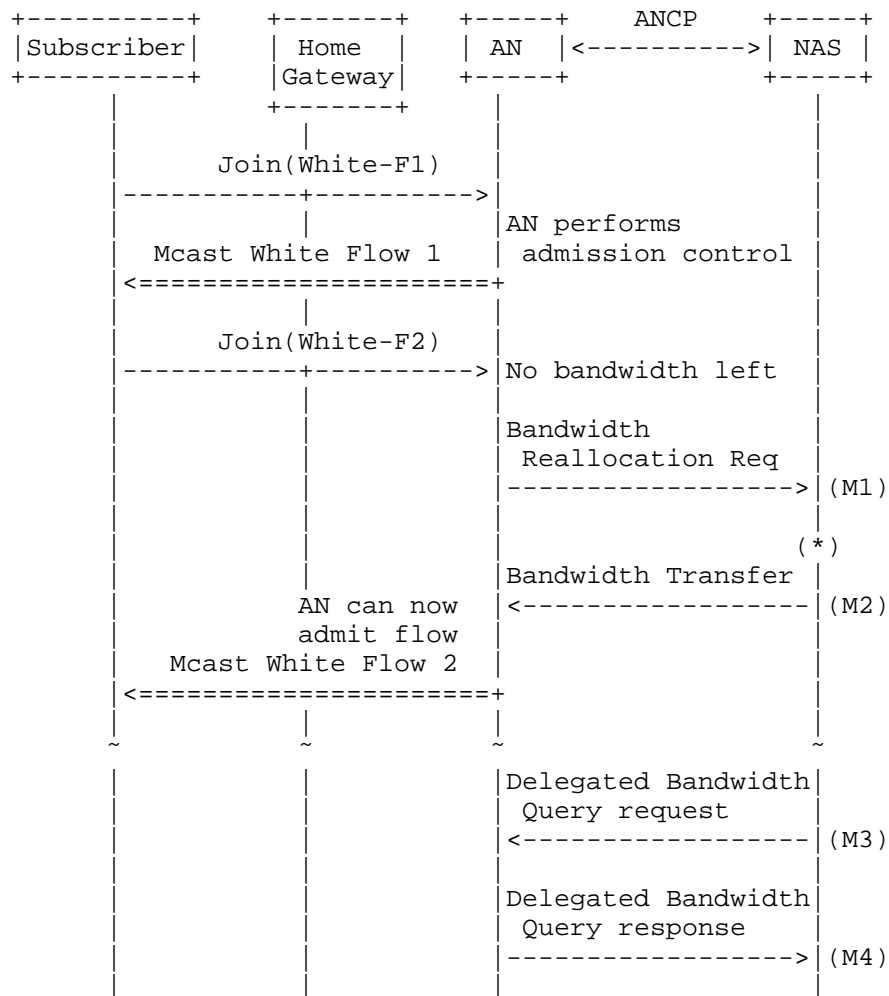 ANCP
Subscriber Home AN <----------> NAS
Gateway
Join(White-F1)
-----------+---------->
AN performs
Mcast White Flow 1 admission control
<======================+
Join(White-F2)
-----------+----------> No bandwidth left
Bandwidth
Reallocation Req
------------------> (M1)
(*)
Bandwidth Transfer
AN can now <------------------ (M2)
admit flow
Mcast White Flow 2
<======================+
~ ~ ~ ~
Delegated Bandwidth
Query request
<------------------ (M3)
Delegated Bandwidth
Query response
------------------> (M4)